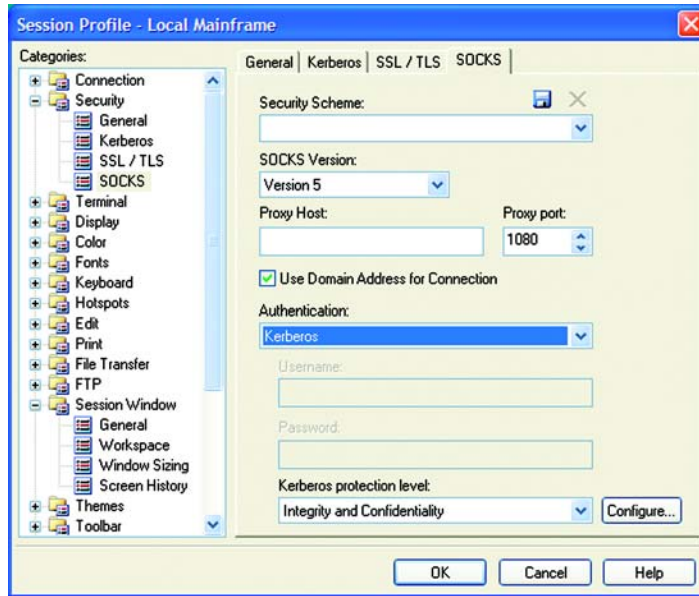 Session Profile - Local Mainframe
Categories:
Connection
Security
General
Kerberos
SSL / TLS
SOCKS
Terminal
Display
Color
Fonts
Keyboard
Hotspots
Edit
Print
File Transfer
FTP
Session Window
General
Workspace
Window Sizing
Screen History
Themes
Toolbar
General Kerberos SSL / TLS SOCKS
Security Scheme:
SOCKS Version:
Version 5
Proxy Host: Proxy port:
1080
Use Domain Address for Connection
Authentication:
Kerberos
Username:
Password:
Kerberos protection level:
Integrity and Confidentiality Configure...
OK Cancel Help